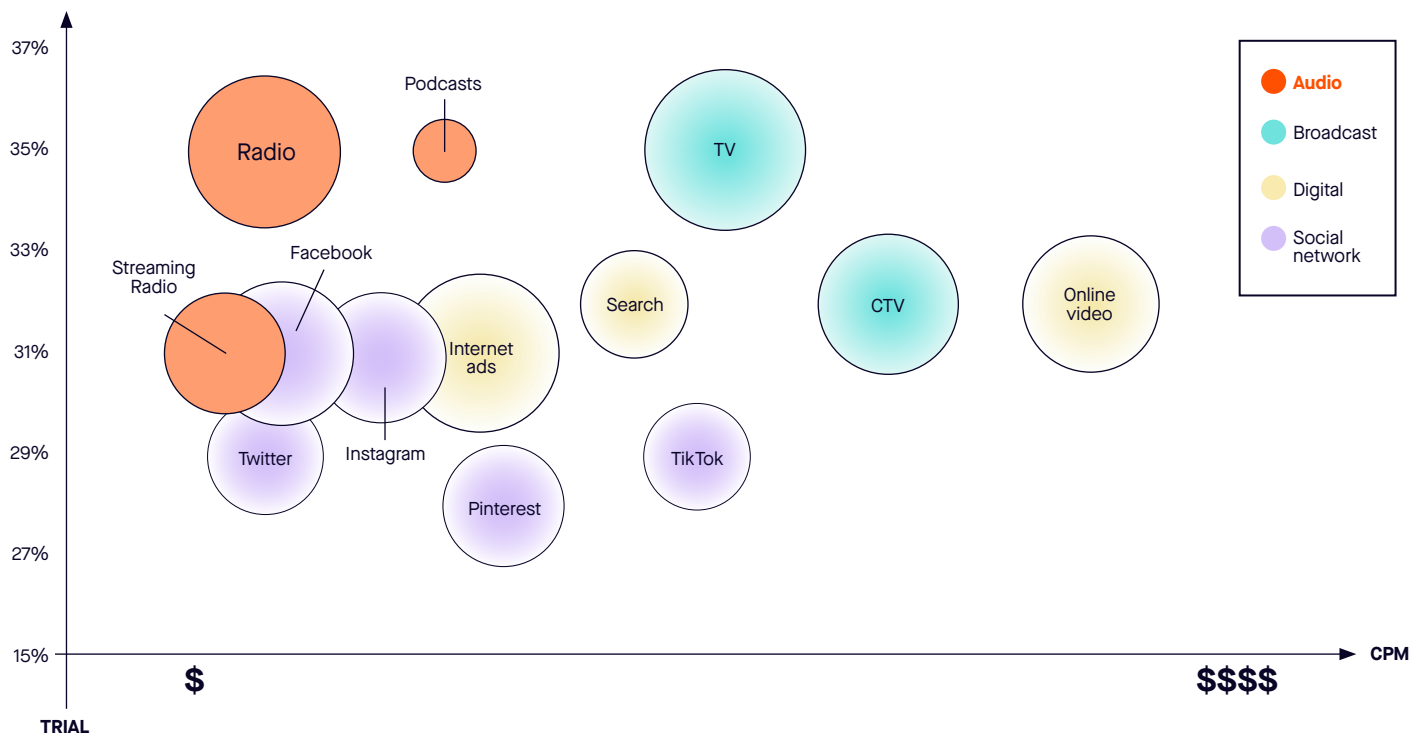 37%
35%
33%
31%
29%
27%
15%
TRIAL
Radio
Podcasts
TV
Streaming
Radio
Facebook
Instagram
Internet
ads
Search
CTV
Online
video
Twitter
Pinterest
TikTok
$
$$$$
CPM
Audio
Broadcast
Digital
Social
network